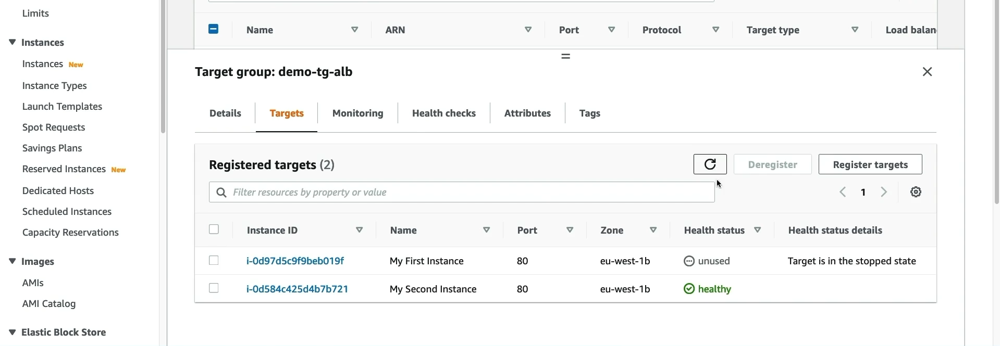 Limits
Instances
Instances New
Instance Types
Launch Templates
Spot Requests
Savings Plans
Reserved Instances New
Dedicated Hosts
Scheduled Instances
Capacity Reservations
Images
AMIs
AMI Catalog
Elastic Block Store
Name ARN Port Protocol Target type Load balan
Target group: demo-tg-alb
Details Targets Monitoring Health checks Attributes Tags
Registered targets (2) Deregister Register targets
Filter resources by property or value 1
Instance ID Name Port Zone Health status Health status details
i-0d97d5c9f9beb019f My First Instance 80 eu-west-1b unused Target is in the stopped state
i-0d584c425d4b7b721 My Second Instance 80 eu-west-1b healthy